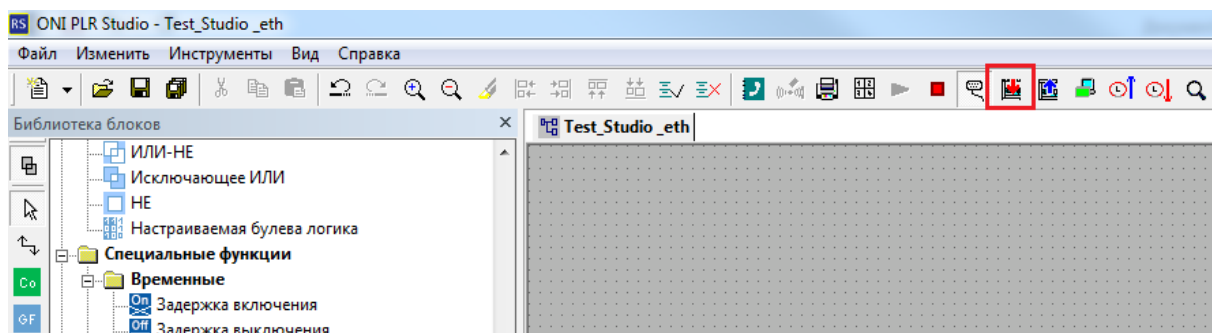 RS ONI PLR Studio - Test_Studio _eth
Файл Изменить Инструменты Вид Справка
Библиотека блоков
Test_Studio _eth
ИЛИ-НЕ
Исключающее ИЛИ
НЕ
Настраиваемая булева логика
Специальные функции
Временные
On Задержка включения
Off Задержка выключения
Co
GF